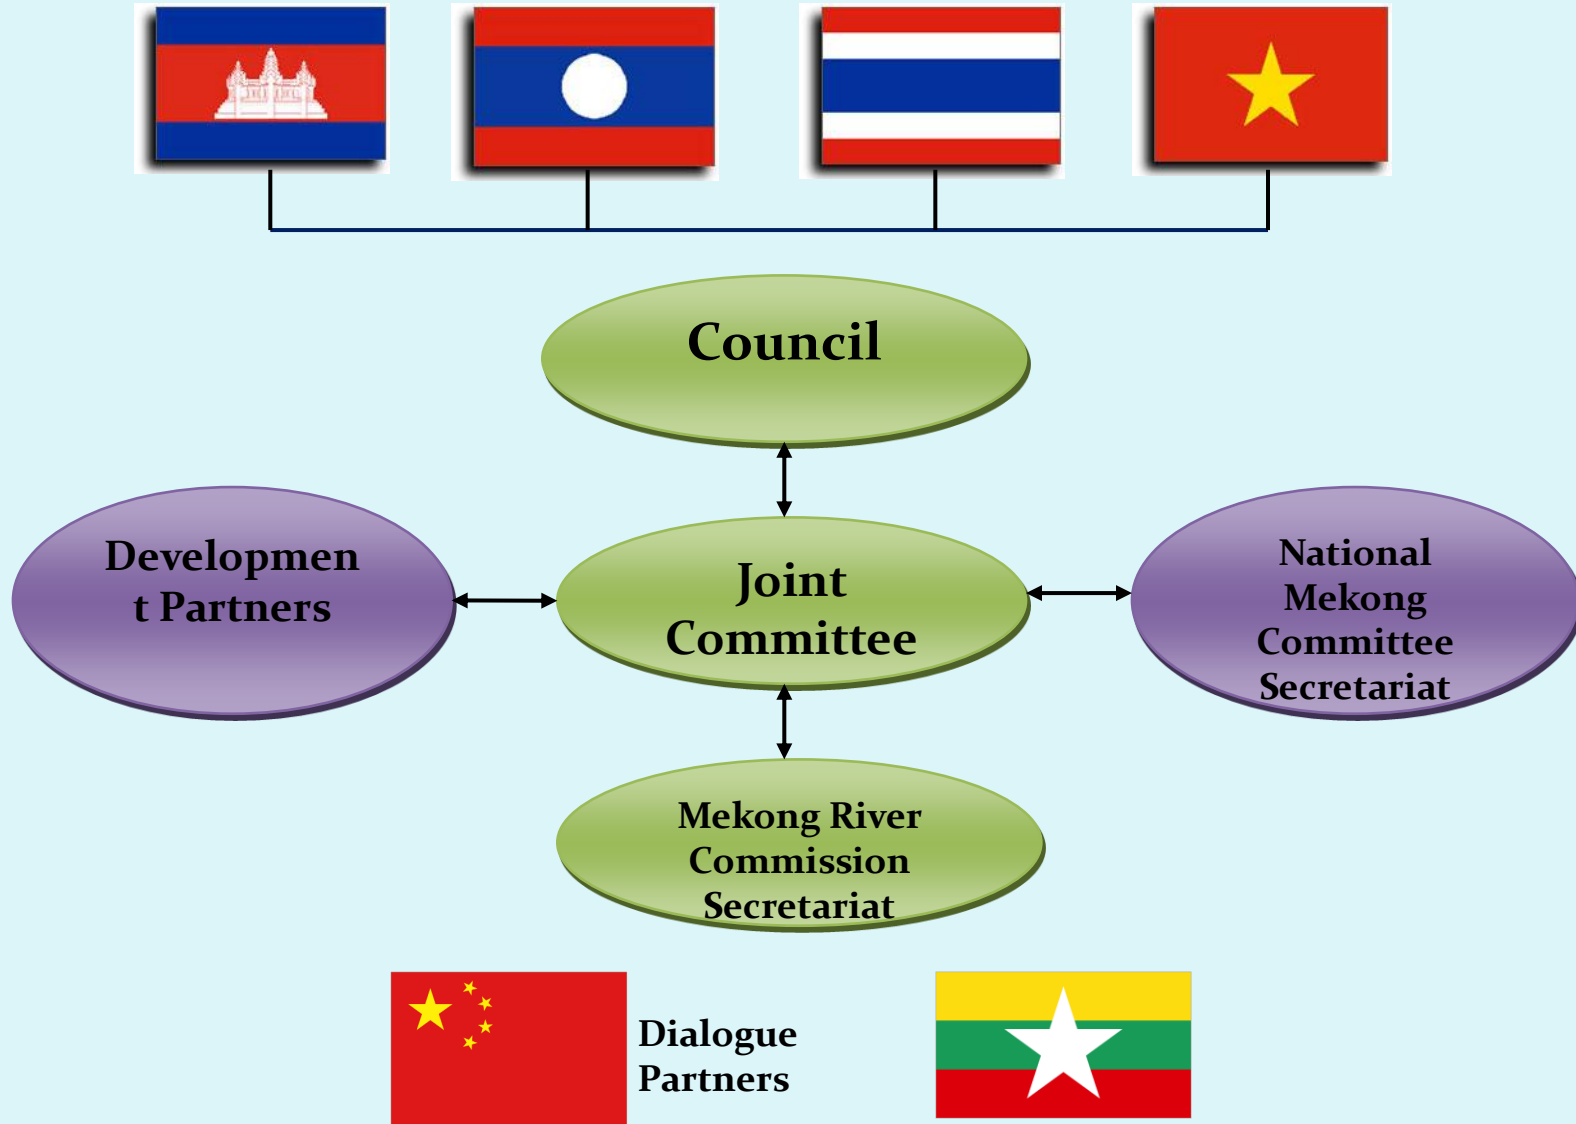 Council
Developmen
t Partners
Joint
Committee
National
Mekong
Committee
Secretariat
Mekong River
Commission
Secretariat
Dialogue
Partners